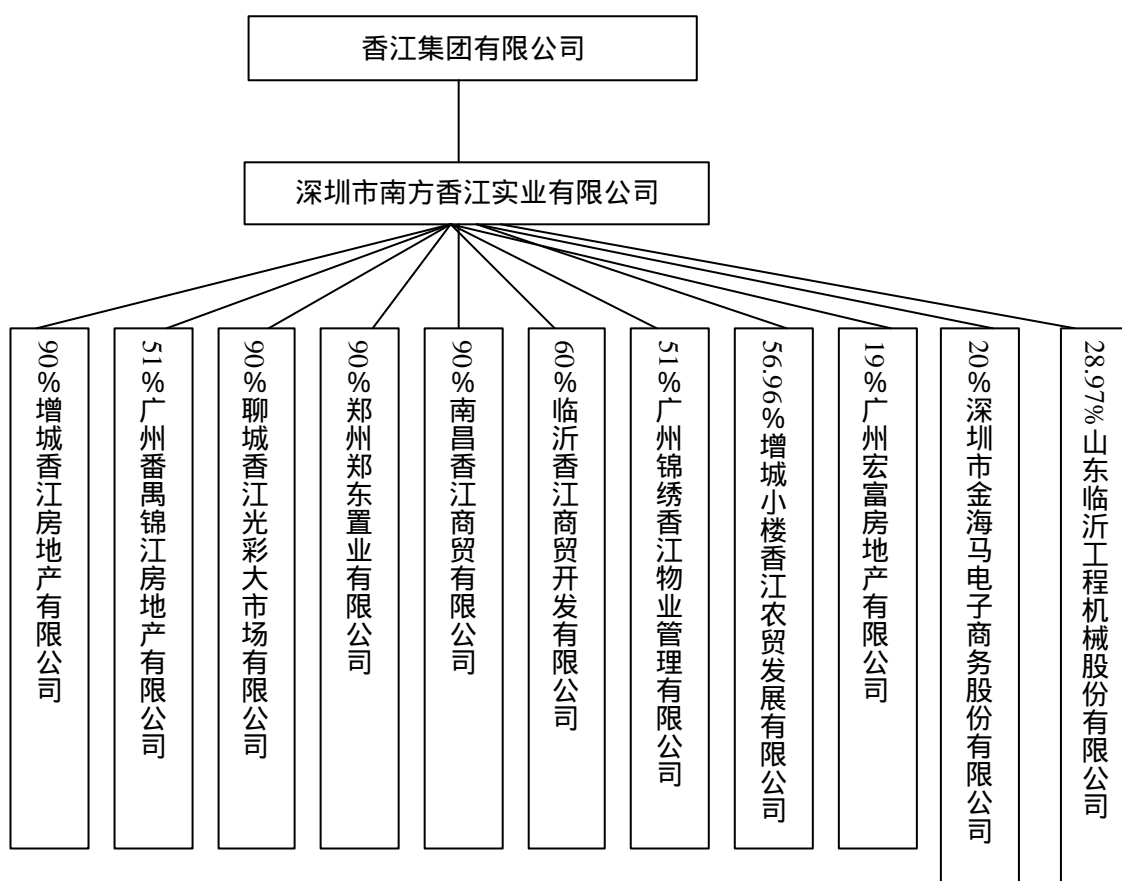 香江集团有限公司
深圳市南方香江实业有限公司
90%增城香江房地产有限公司
51%广州番禺锦江房地产有限公司
90%聊城香江光彩大市场有限公司
90%郑州郑东置业有限公司
90%南昌香江商贸有限公司
60%临沂香江商贸开发有限公司
51%广州锦绣香江物业管理有限公司
56.96%增城小楼香江农贸发展有限公司
19%广州宏富房地产有限公司
20%深圳市金海马电子商务股份有限公司
28.97%山东临沂工程机械股份有限公司